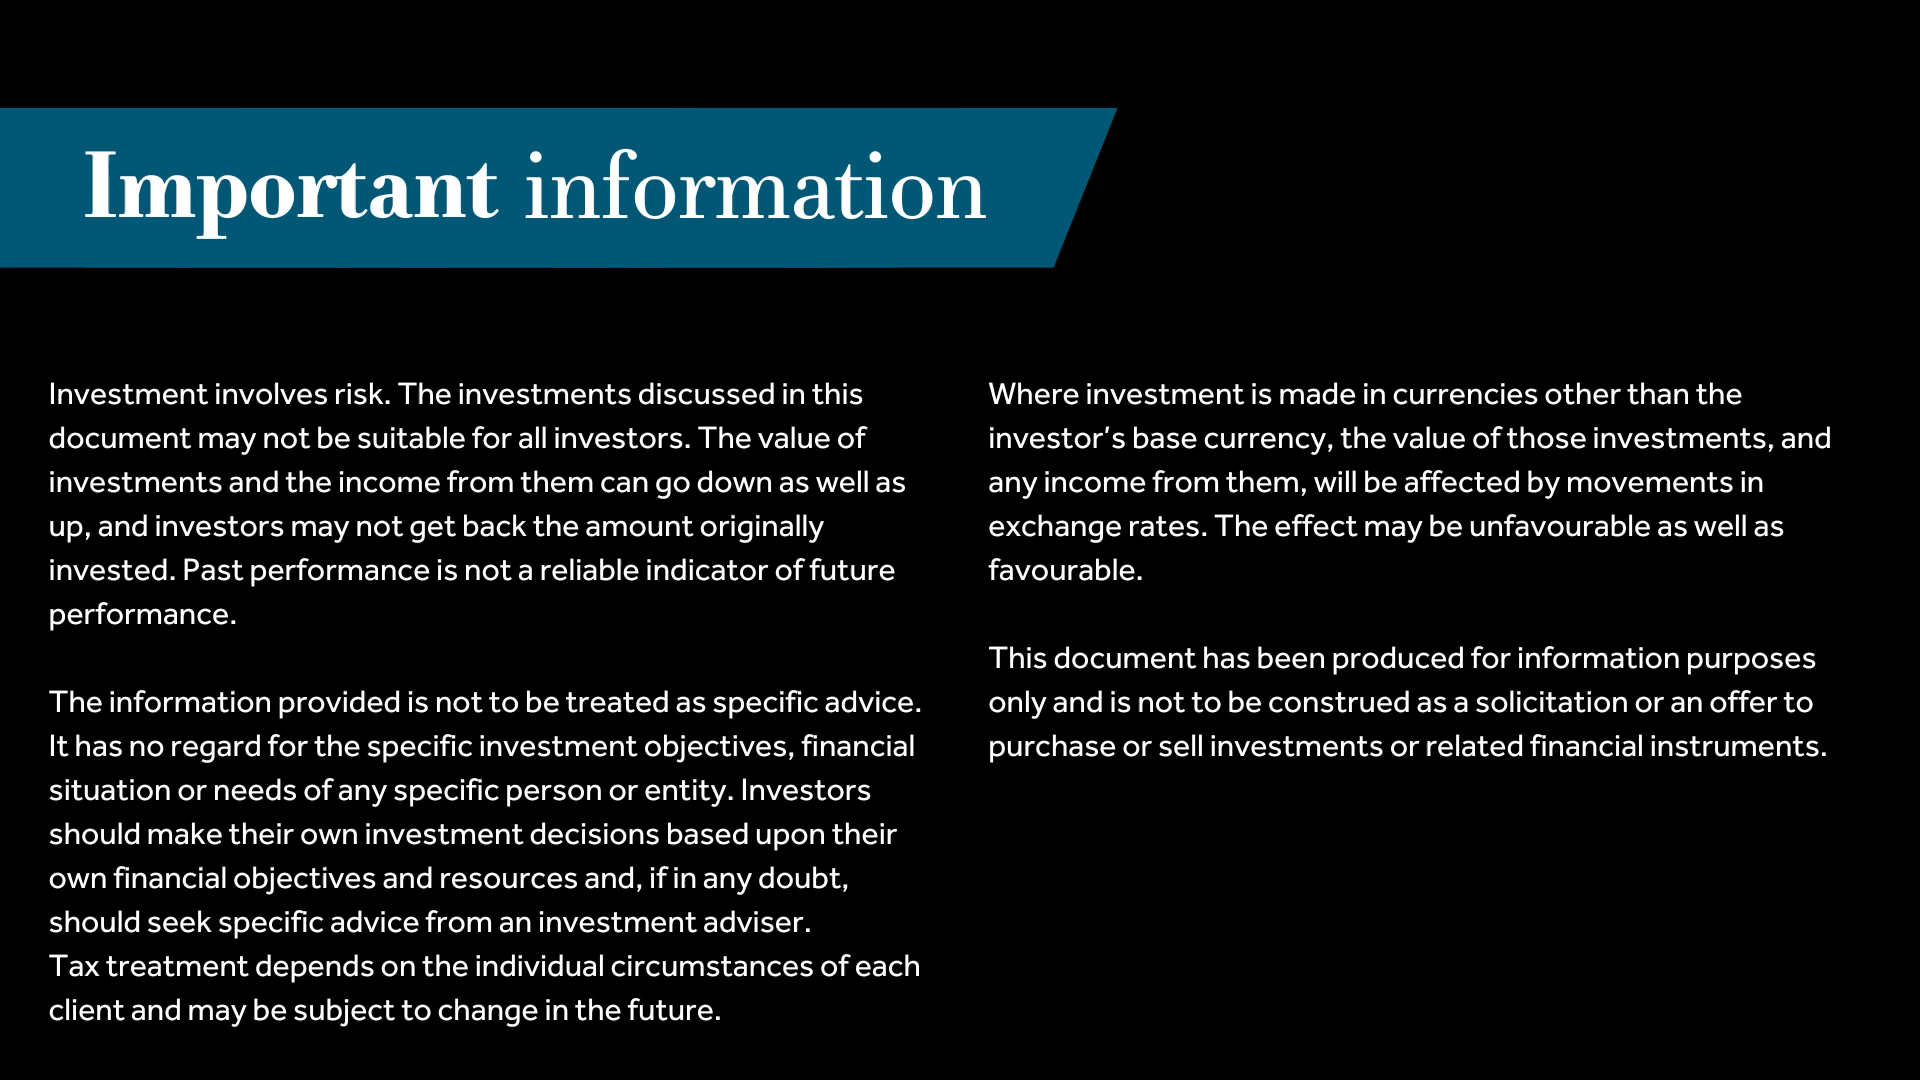 Important information
Investment involves risk. The investments discussed in this
document may not be suitable for all investors. The value of
investments and the income from them can go down as well as
up, and investors may not get back the amount originally
invested. Past performance is not a reliable indicator of future
performance.
The information provided is not to be treated as specific advice.
It has no regard for the specific investment objectives, financial
situation or needs of any specific person or entity. Investors
should make their own investment decisions based upon their
own financial objectives and resources and, if in any doubt,
should seek specific advice from an investment adviser.
Tax treatment depends on the individual circumstances of each
client and may be subject to change in the future.
Where investment is made in currencies other than the
investor's base currency, the value of those investments, and
any income from them, will be affected by movements in
exchange rates. The effect may be unfavourable as well as
favourable.
This document has been produced for information purposes
only and is not to be construed as a solicitation or an offer to
purchase or sell investments or related financial instruments.